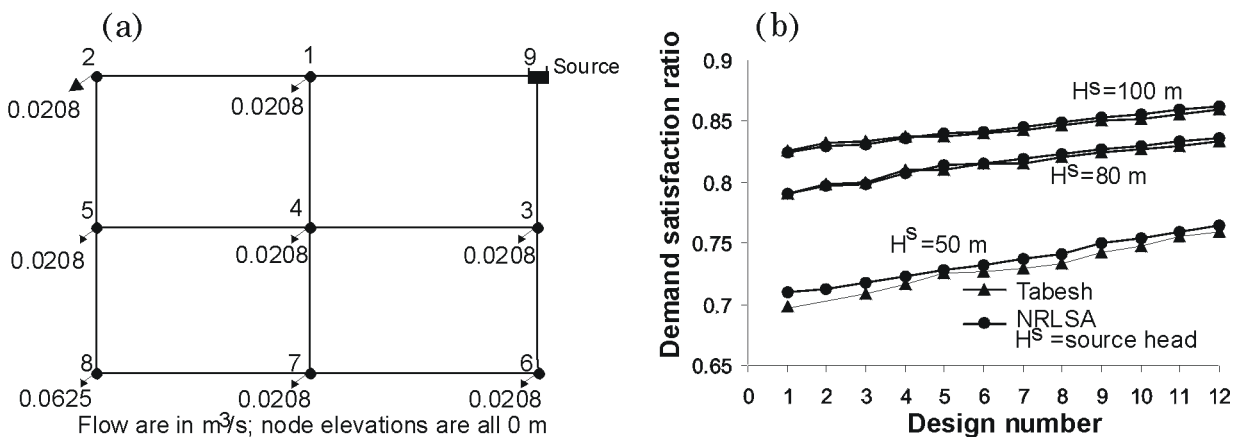 (a)
2
1
9
Source
0.0208
0.0208
5
4
3
0.0208
0.0208
0.0208
8
7
6
0.0625
0.0208
0.0208
Flow are in m³/s; node elevations are all 0 m
(b)
Demand satisfaction ratio
0.9
0.85
0.8
0.75
0.7
0.65
Hˢ=100 m
Hˢ=80 m
Hˢ=50 m
Tabesh
NRLSA
Hˢ =source head
0 1 2 3 4 5 6 7 8 9 10 11 12
Design number